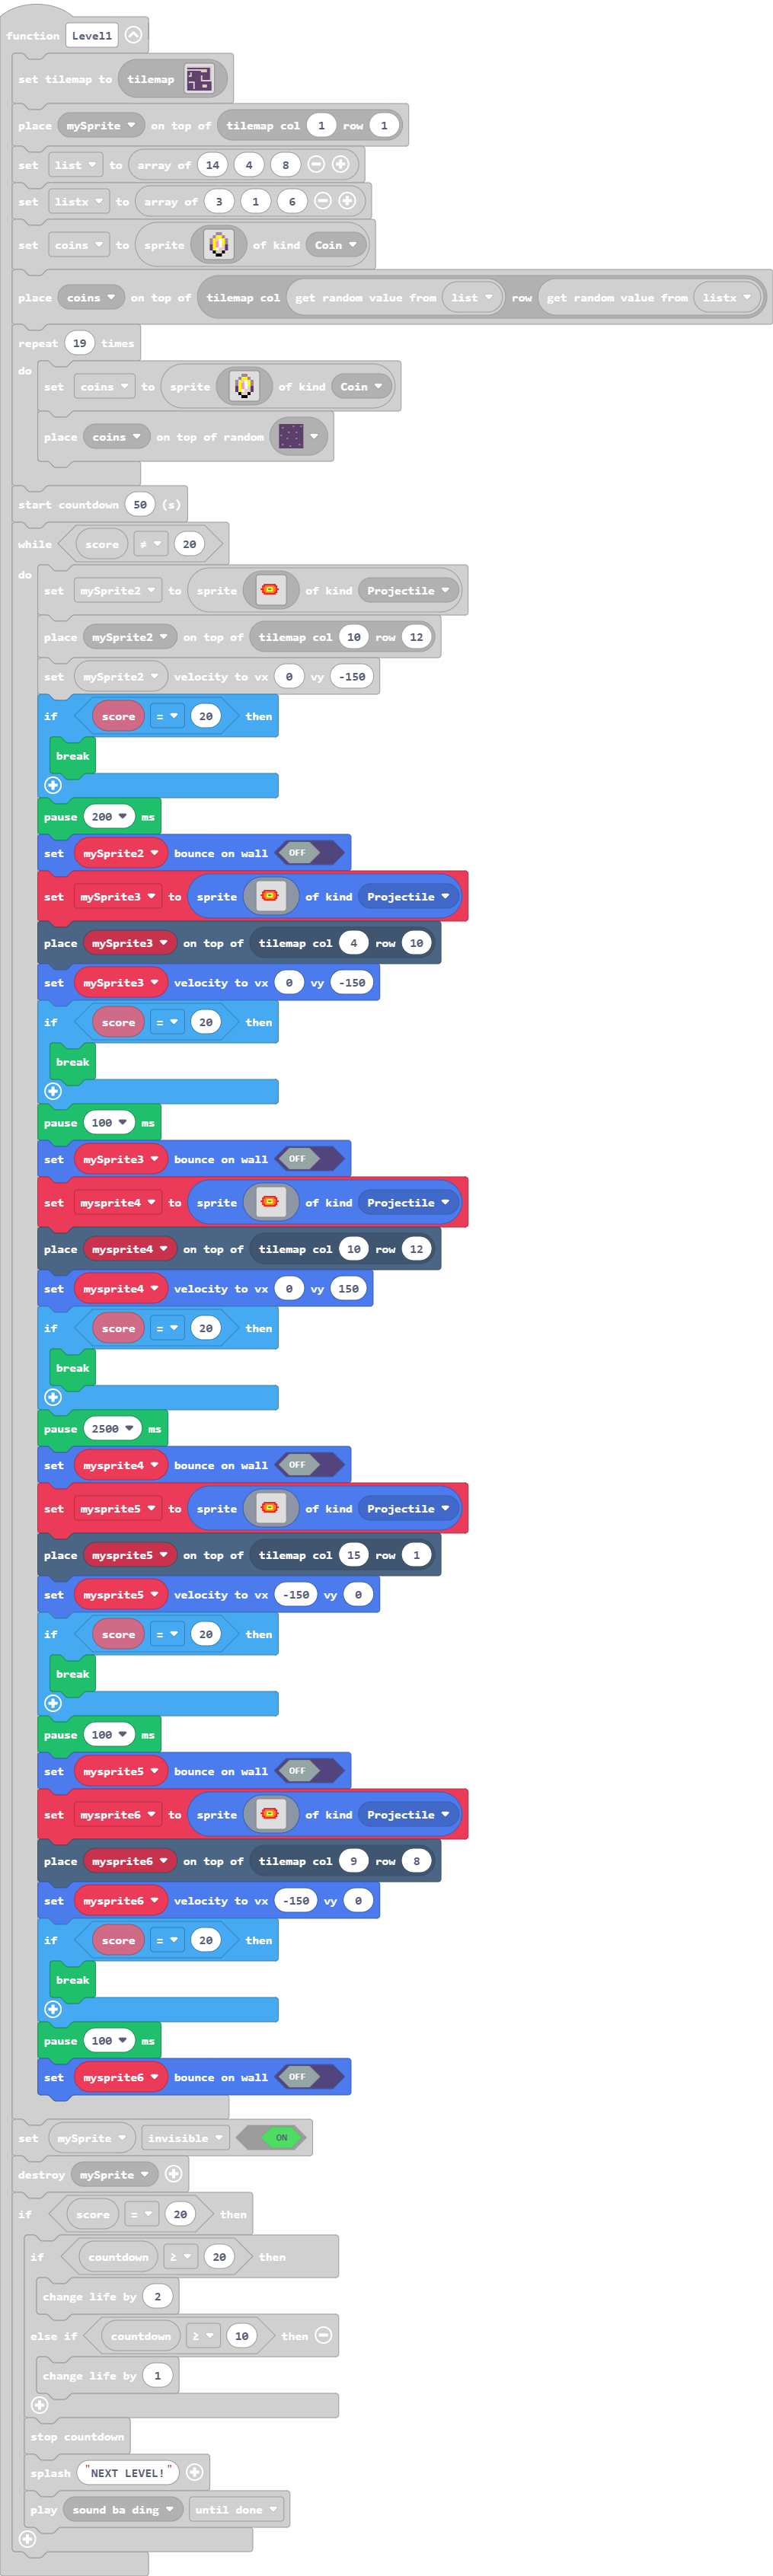 function Level1
set tilemap to tilemap
place mySprite on top of tilemap col 1 row 1
set list to array of 14 4 8
set listx to array of 3 1 6
set coins to sprite of kind Coin
place coins on top of tilemap col get random value from list row get random value from listx
repeat 19 times
do
set coins to sprite of kind Coin
place coins on top of random
start countdown 50 (s)
while score ≠ 20
do
set mySprite2 to sprite of kind Projectile
place mySprite2 on top of tilemap col 10 row 12
set mySprite2 velocity to vx 0 vy -150
if score = 20 then
break
pause 200 ms
set mySprite2 bounce on wall OFF
set mySprite3 to sprite of kind Projectile
place mySprite3 on top of tilemap col 4 row 10
set mySprite3 velocity to vx 0 vy -150
if score = 20 then
break
pause 100 ms
set mySprite3 bounce on wall OFF
set mysprite4 to sprite of kind Projectile
place mysprite4 on top of tilemap col 10 row 12
set mysprite4 velocity to vx 0 vy 150
if score = 20 then
break
pause 2500 ms
set mysprite4 bounce on wall OFF
set mysprite5 to sprite of kind Projectile
place mysprite5 on top of tilemap col 15 row 1
set mysprite5 velocity to vx -150 vy 0
if score = 20 then
break
pause 100 ms
set mysprite5 bounce on wall OFF
set mysprite6 to sprite of kind Projectile
place mysprite6 on top of tilemap col 9 row 8
set mysprite6 velocity to vx -150 vy 0
if score = 20 then
break
pause 100 ms
set mysprite6 bounce on wall OFF
set mySprite invisible ON
destroy mySprite
if score = 20 then
if countdown ≥ 20 then
change life by 2
else if countdown ≥ 10 then
change life by 1
stop countdown
splash "NEXT LEVEL!"
play sound ba ding until done